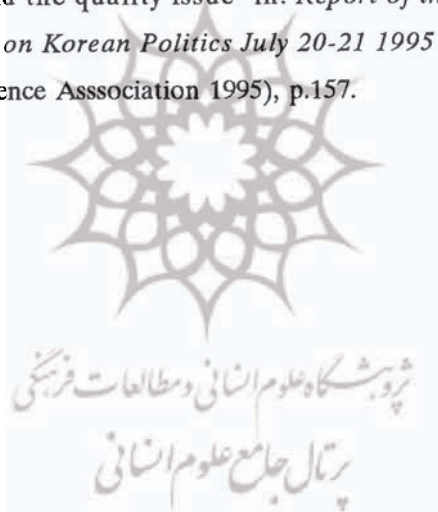 the quality issue" in: Report of the
on Korean Politics July 20-21 1995
ence Asssociation 1995), p.157.
پژوهشگاه علوم انسانی و مطالعات فرهنگی
پرتال جامع علوم انسانی